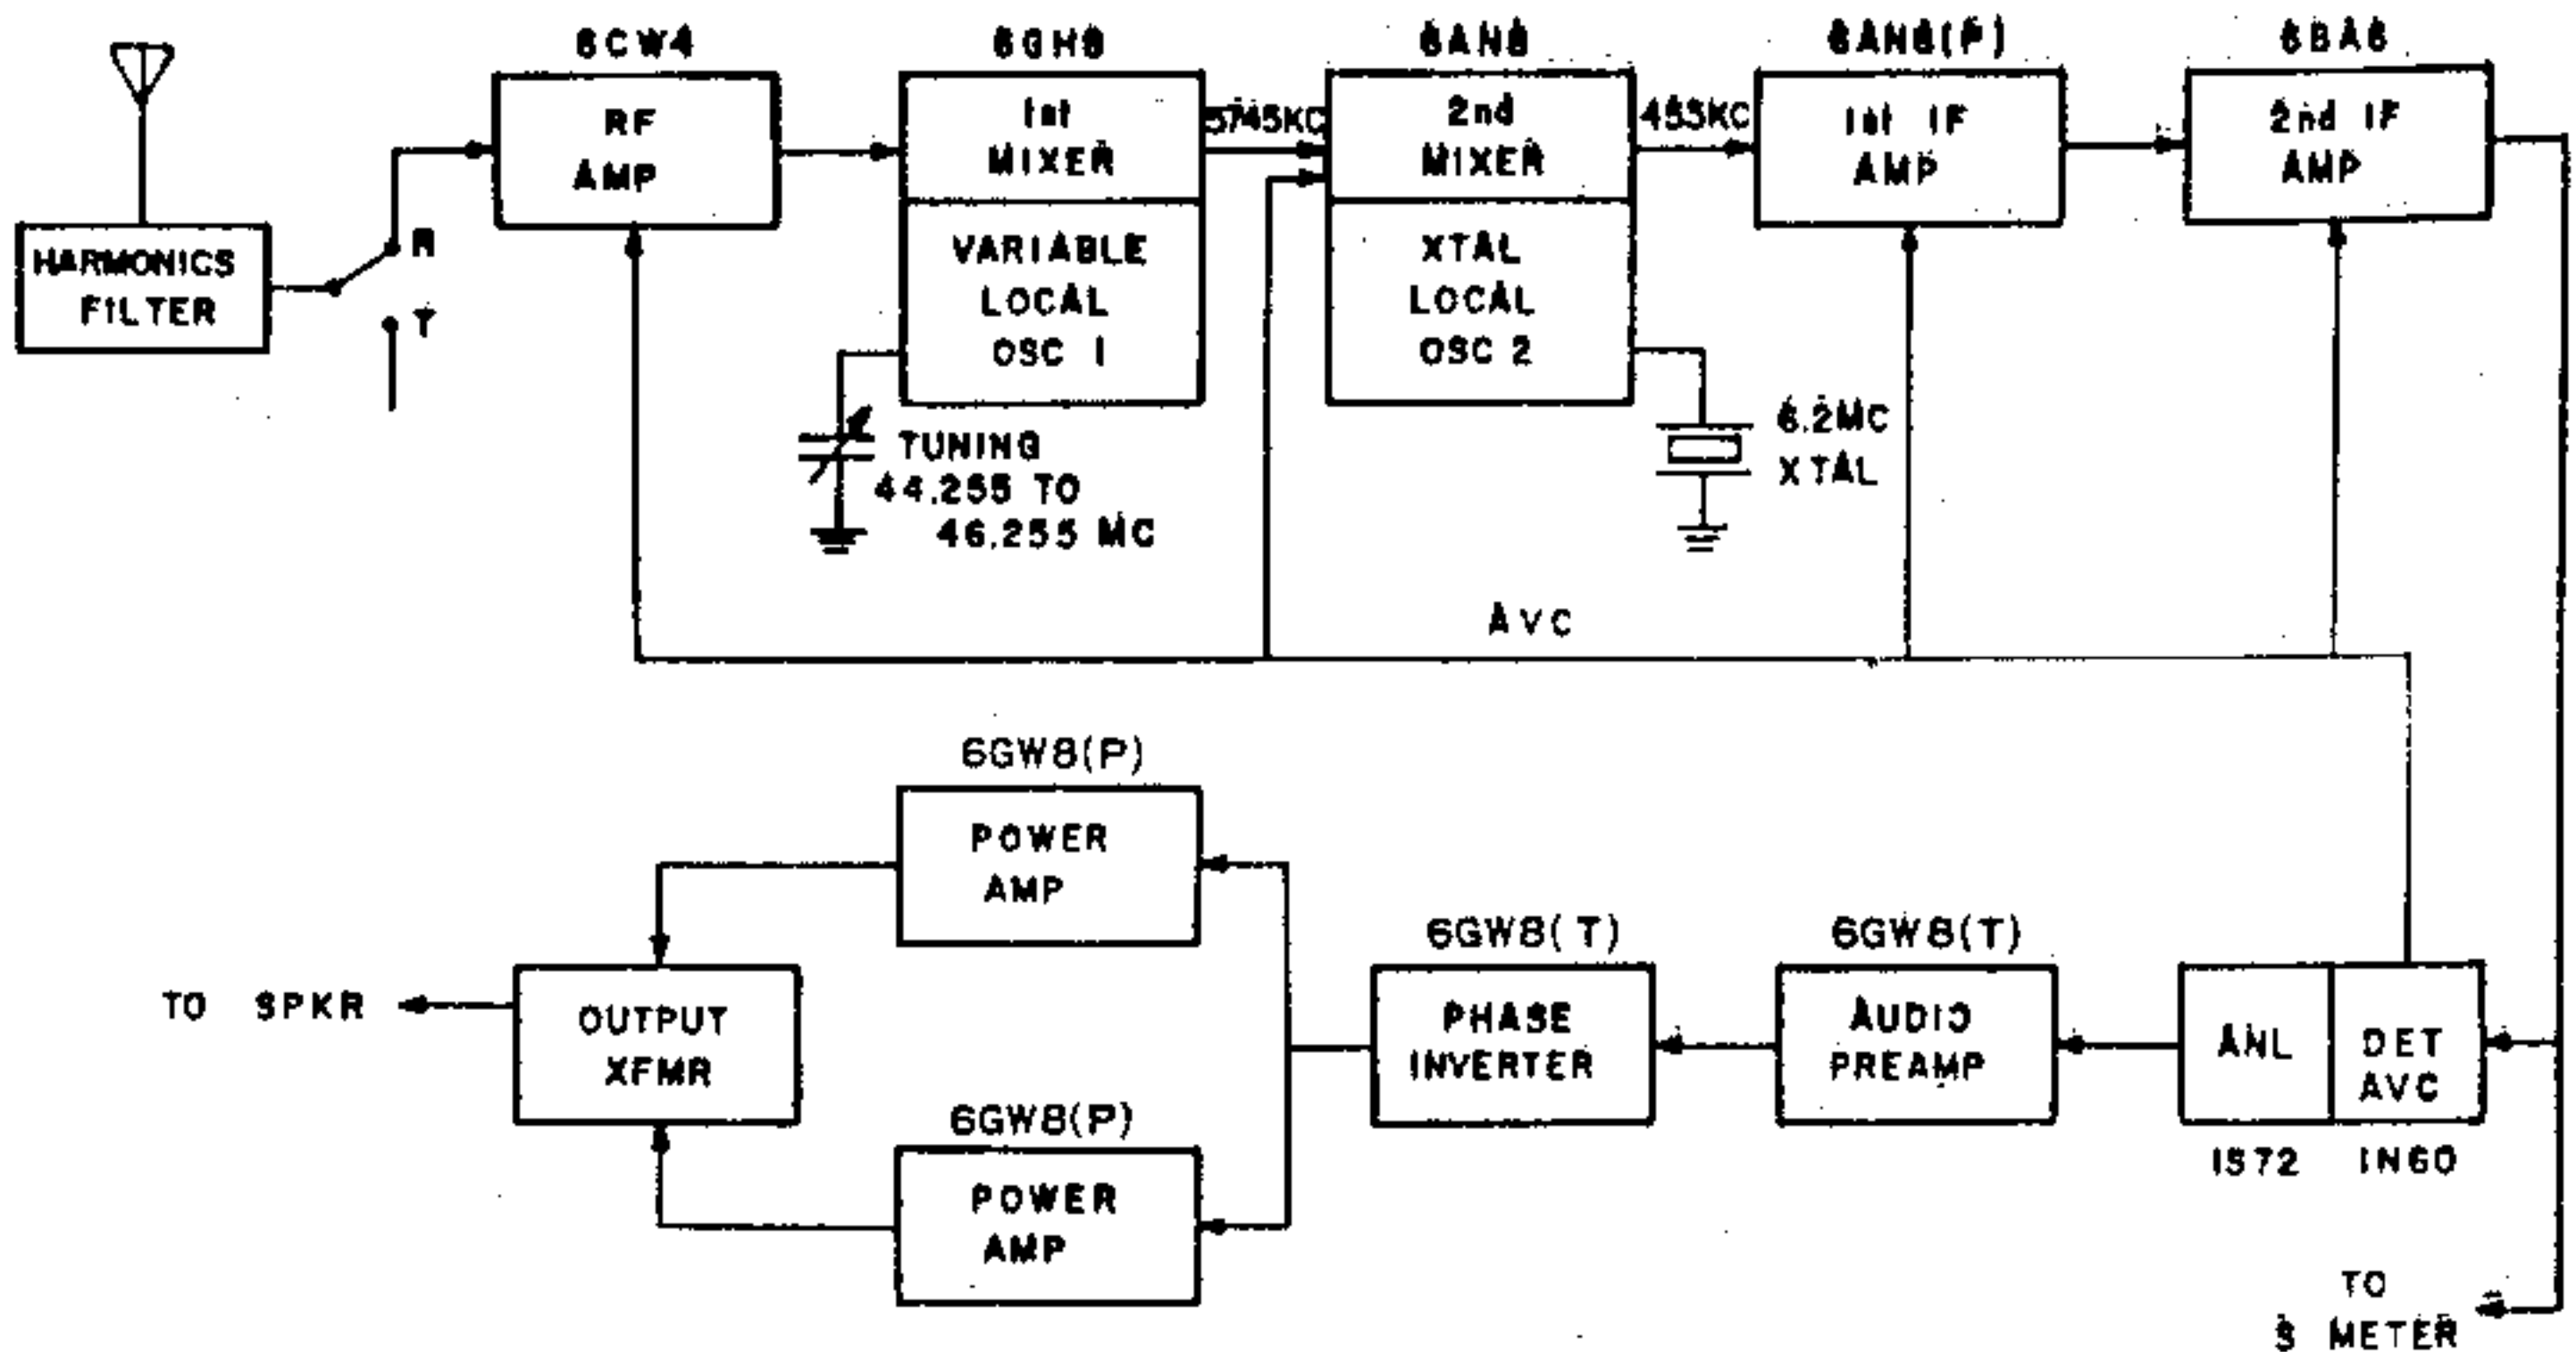 6CW4
6GH8
6AN8
6AN8(P)
6BA6
RF
AMP
1st
MIXER
5745KC
2nd
MIXER
455KC
1st IF
AMP
2nd IF
AMP
HARMONICS
FILTER
R
T
VARIABLE
LOCAL
OSC 1
XTAL
LOCAL
OSC 2
TUNING
44.255 TO
46.255 MC
6.2MC
XTAL
AVC
6GW8(P)
POWER
AMP
6GW8(T)
6GW8(T)
TO SPKR
OUTPUT
XFMR
PHASE
INVERTER
AUDIO
PREAMP
ANL
DET
AVC
6GW8(P)
POWER
AMP
1S72
1N60
TO
S METER